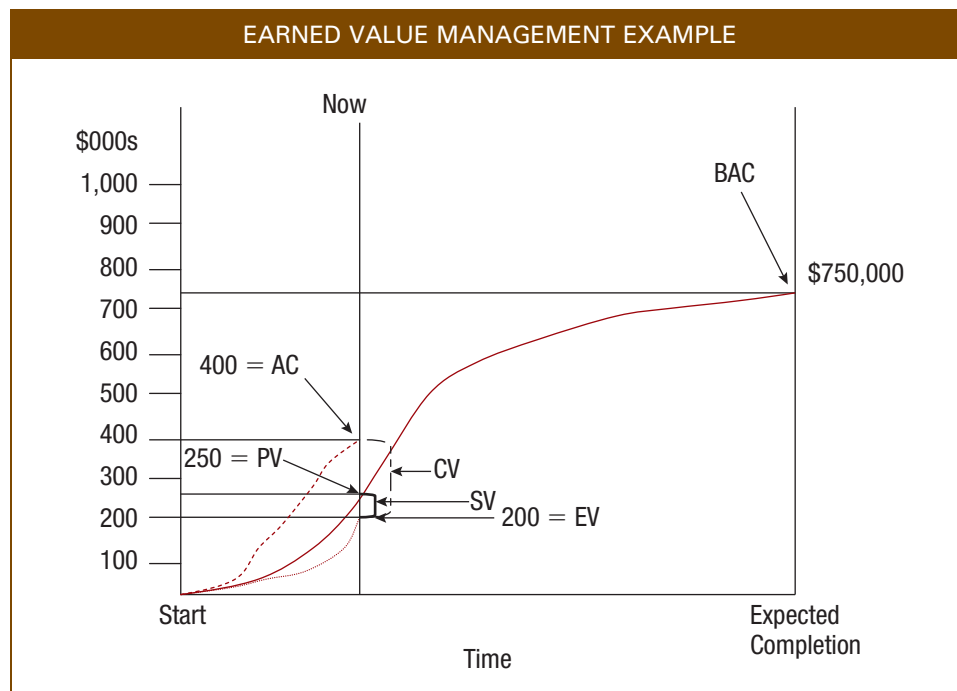 EARNED VALUE MANAGEMENT EXAMPLE
Now
$000s
BAC
1,000
900
800
$750,000
700
600
400 = AC
500
400
250 = PV
CV
300
SV
200
200 = EV
100
Start
Expected
Completion
Time